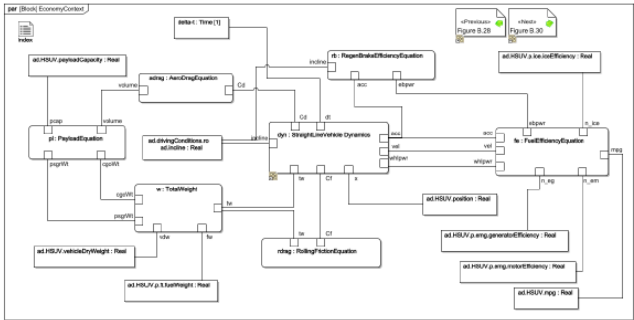 par [Block] EconomyContext
Index
delta-t : Time [1]
«Previous»
Figure B.28
«Next»
Figure B.30
ad.HSUV.payloadCapacity : Real
rb : RegenBrakeEfficiencyEquation
ad.HSUV.p.ice.iceEfficiency : Real
incline
acc
ebpwr
adrag : AeroDragEquation
volume
Cd
pcap
volume
Cd
dt
ebpwr
n_ice
pl : PayloadEquation
dyn : StraightLineVehicle Dynamics
acc
vel
whlpwr
acc
vel
whlpwr
fe : FuelEfficiencyEquation
mpg
ad.drivingConditions.ro
ad.incline : Real
incline
psgrWt
cgoWt
tw
Cf
x
n_eg
n_em
cgoWt
psgrWt
w : TotalWeight
tw
ad.HSUV.position : Real
vdw
fw
tw
Cf
rdrag : RollingFrictionEquation
ad.HSUV.p.emg.generatorEfficiency : Real
ad.HSUV.vehicleDryWeight : Real
ad.HSUV.p.emg.motorEfficiency : Real
ad.HSUV.p.ft.fuelWeight : Real
ad.HSUV.mpg : Real